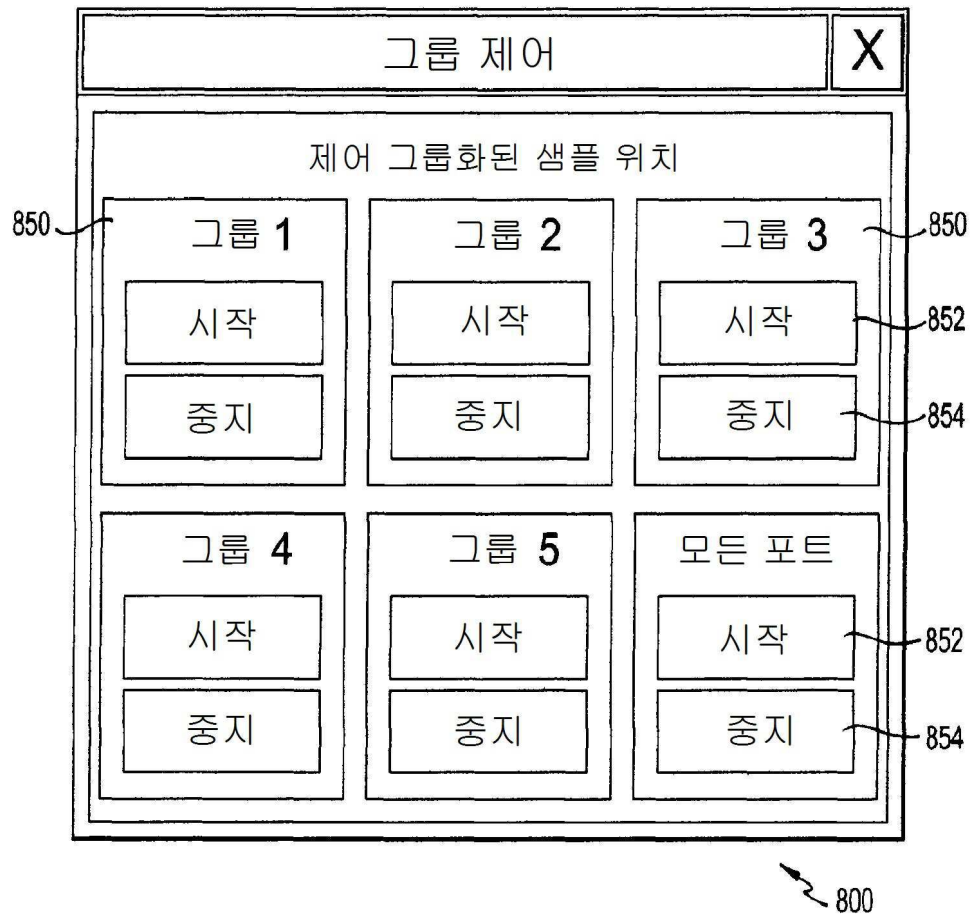 그룹 제어 X
제어 그룹화된 샘플 위치
850 그룹 1 그룹 2 그룹 3 850
시작 시작 시작 852
중지 중지 중지 854
그룹 4 그룹 5 모든 포트
시작 시작 시작 852
중지 중지 중지 854
800